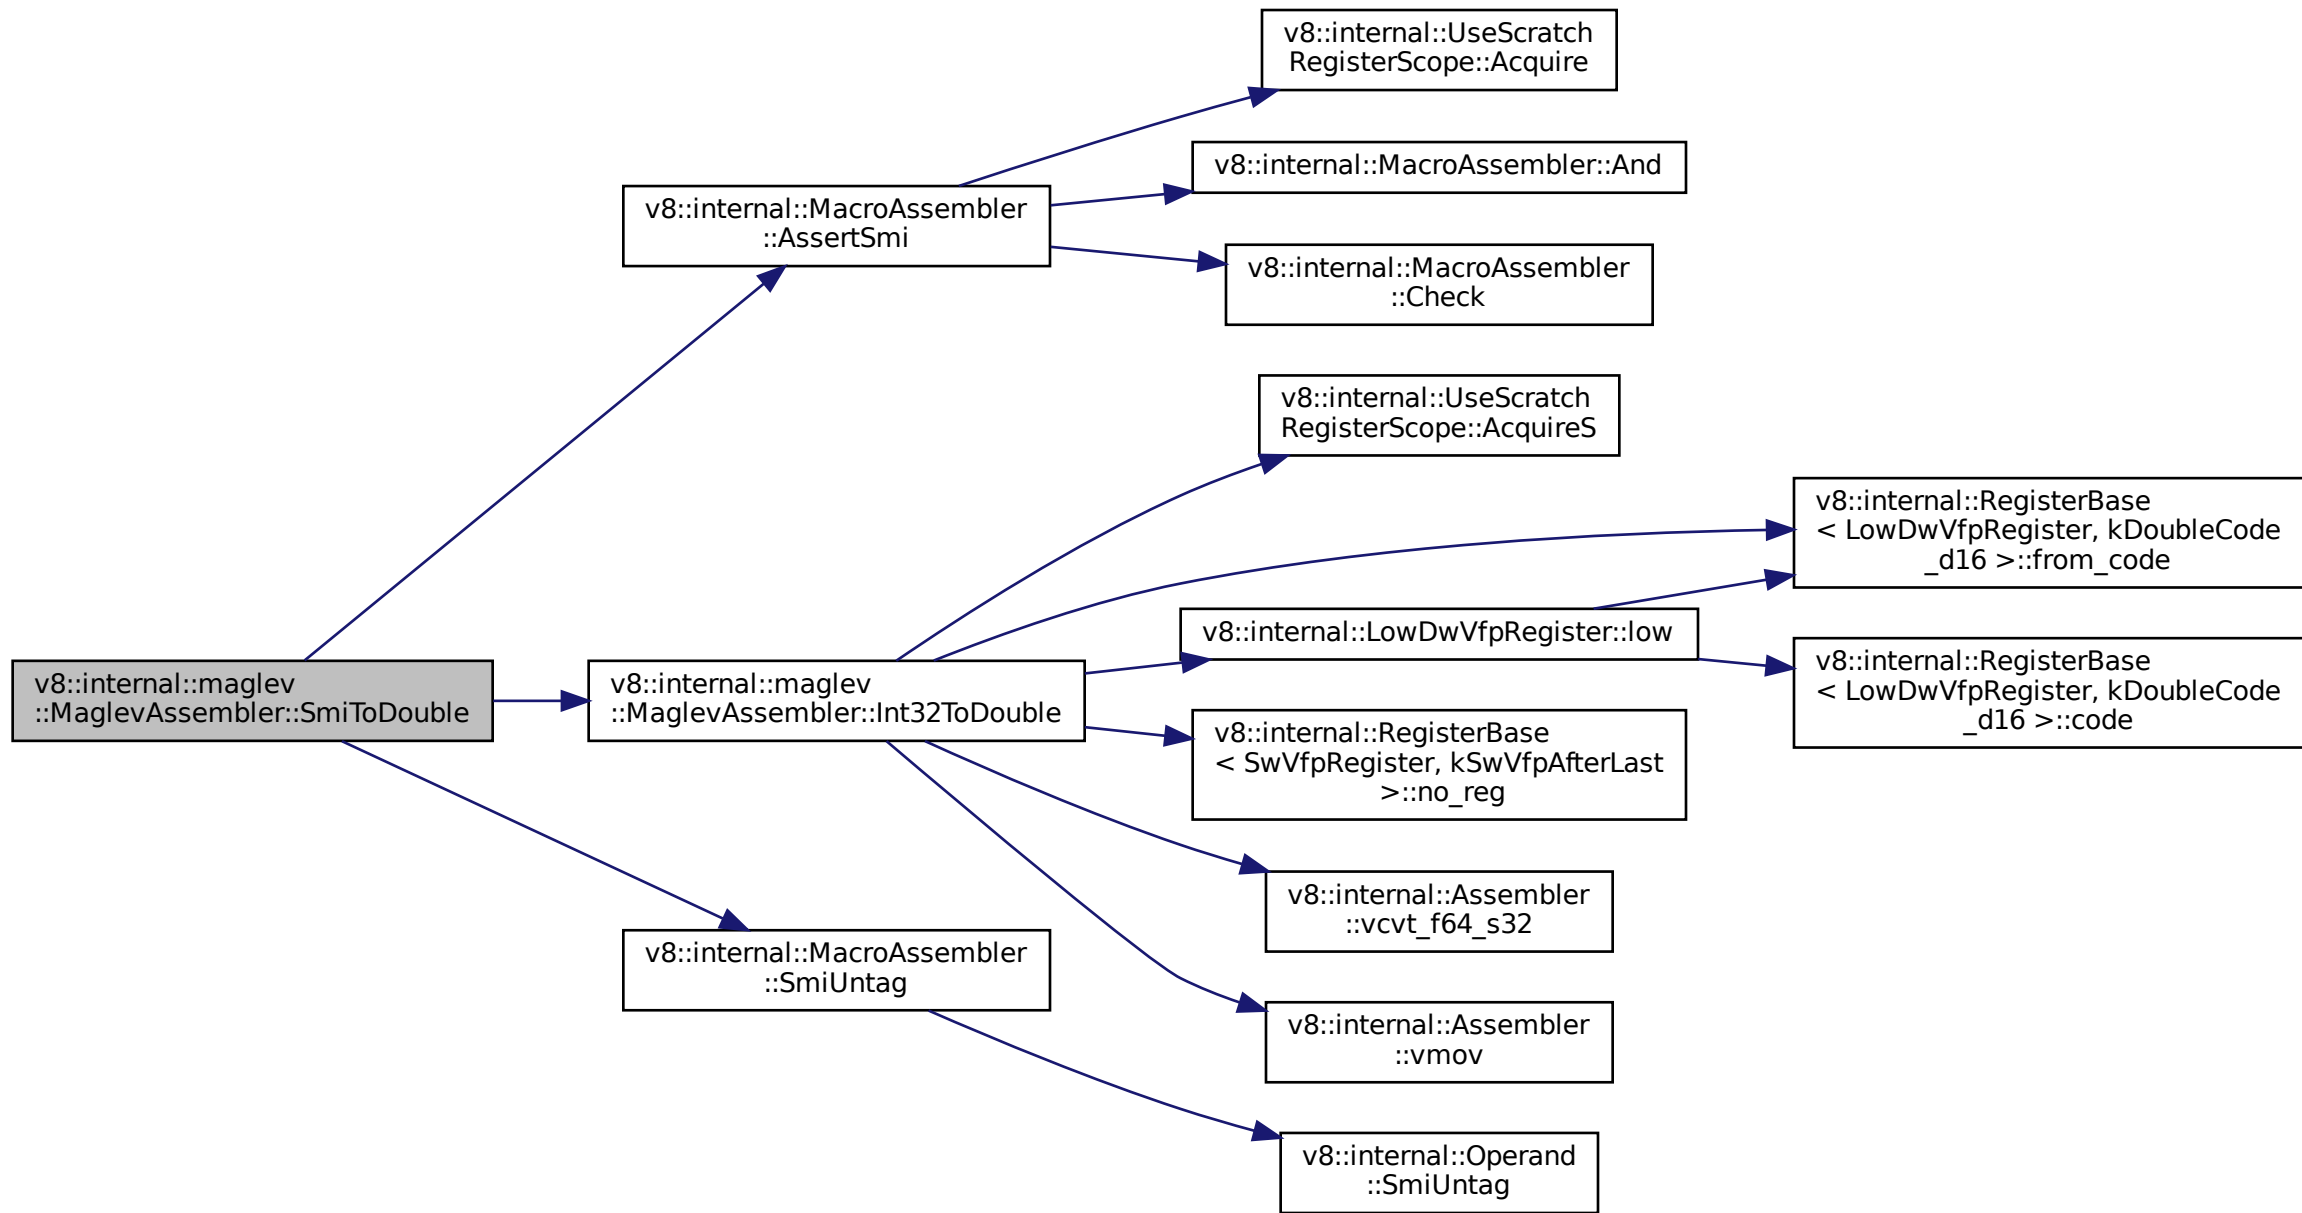 v8::internal::UseScratch
RegisterScope::Acquire
v8::internal::MacroAssembler::And
v8::internal::MacroAssembler
::AssertSmi
v8::internal::MacroAssembler
::Check
v8::internal::UseScratch
RegisterScope::AcquireS
v8::internal::RegisterBase
< LowDwVfpRegister, kDoubleCode
_d16 >::from_code
v8::internal::LowDwVfpRegister::low
v8::internal::maglev
::MaglevAssembler::SmiToDouble
v8::internal::maglev
::MaglevAssembler::Int32ToDouble
v8::internal::RegisterBase
< LowDwVfpRegister, kDoubleCode
_d16 >::code
v8::internal::RegisterBase
< SwVfpRegister, kSwVfpAfterLast
>::no_reg
v8::internal::Assembler
::vcvt_f64_s32
v8::internal::MacroAssembler
::SmiUntag
v8::internal::Assembler
::vmov
v8::internal::Operand
::SmiUntag